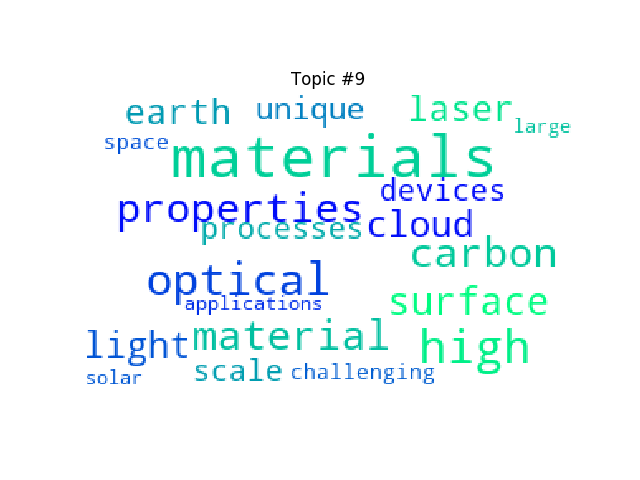 Topic #9
earth unique laser
space large
materials
devices
properties
processes cloud
carbon
optical
applications surface
light material high
scale challenging
solar